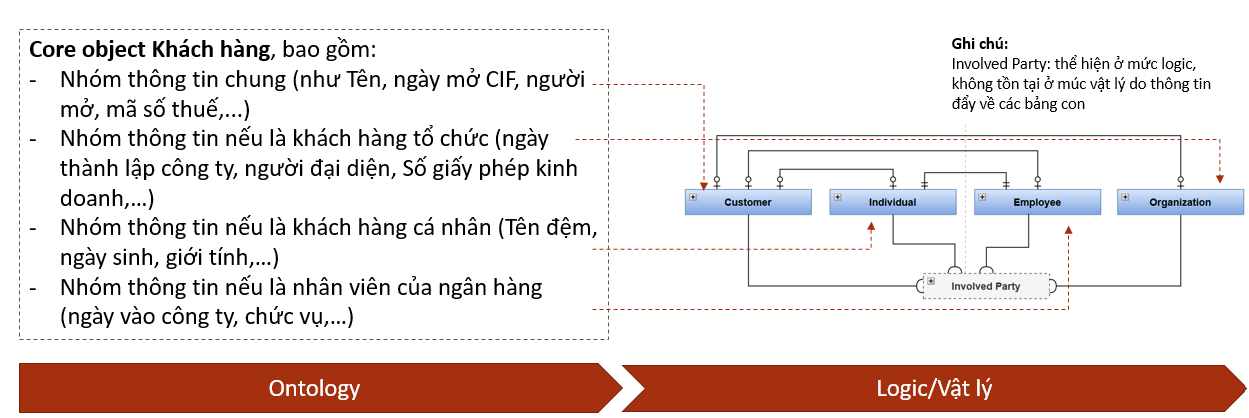 Core object Khách hàng, bao gồm:
- Nhóm thông tin chung (như Tên, ngày mở CIF, người
mở, mã số thuế,...)
- Nhóm thông tin nếu là khách hàng tổ chức (ngày
thành lập công ty, người đại diện, Số giấy phép kinh
doanh,...)
- Nhóm thông tin nếu là khách hàng cá nhân (Tên đệm,
ngày sinh, giới tính,...)
- Nhóm thông tin nếu là nhân viên của ngân hàng
(ngày vào công ty, chức vụ,...)
Ghi chú:
Involved Party: thể hiện ở mức logic,
không tồn tại ở múc vật lý do thông tin
đẩy về các bảng con
Customer
Individual
Employee
Organization
Involved Party
Ontology
Logic/Vật lý